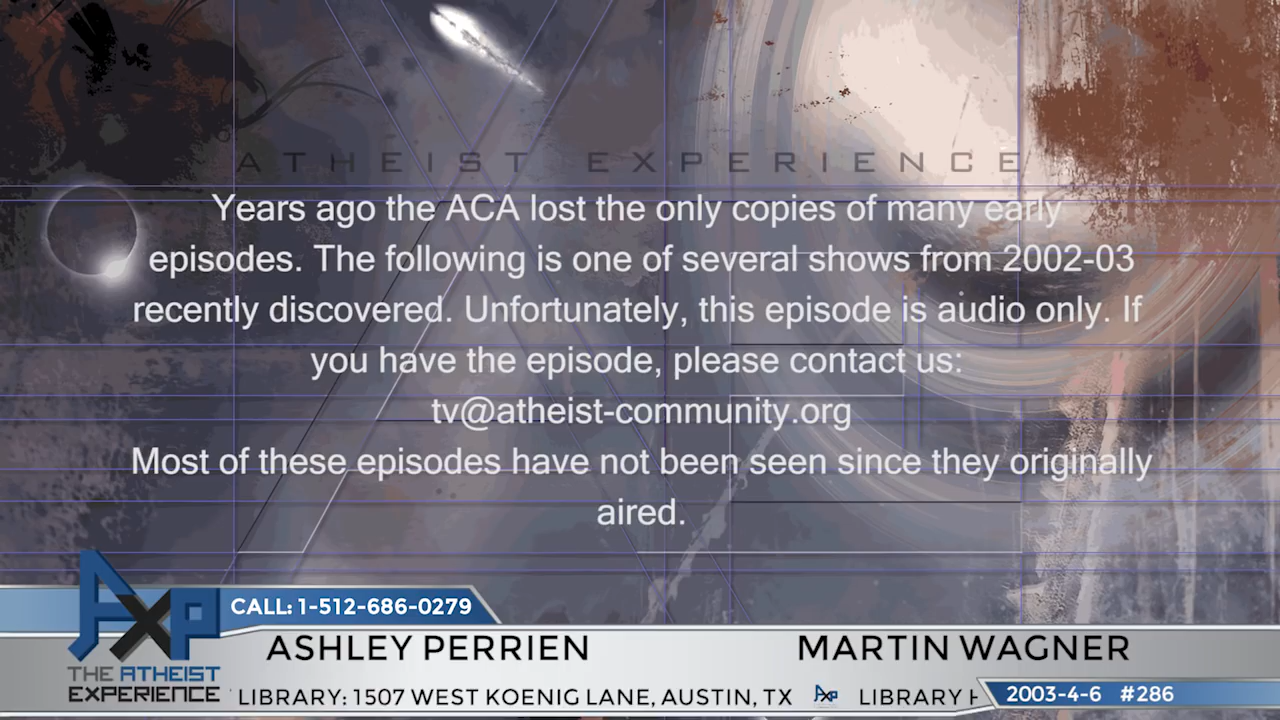 ATHEIST EXPERIENCE
Years ago the ACA lost the only copies of many early
episodes. The following is one of several shows from 2002-03
recently discovered. Unfortunately, this episode is audio only. If
you have the episode, please contact us:
tv@atheist-community.org
Most of these episodes have not been seen since they originally
aired.
CALL: 1-512-686-0279
AXP
ASHLEY PERRIEN
MARTIN WAGNER
THE ATHEIST
EXPERIENCE
LIBRARY: 1507 WEST KOENIG LANE, AUSTIN, TX
AXP
LIBRARY
2003-4-6 #286